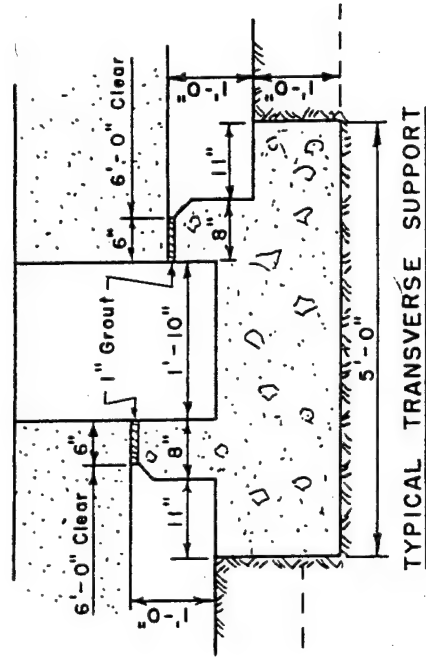 6'-0" Clear
6"
1" Grout
1'-10"
8"
11"
1'-0"
1'-0"
6'-0" Clear
6"
8"
11"
1'-0"
5'-0"
TYPICAL TRANSVERSE SUPPORT